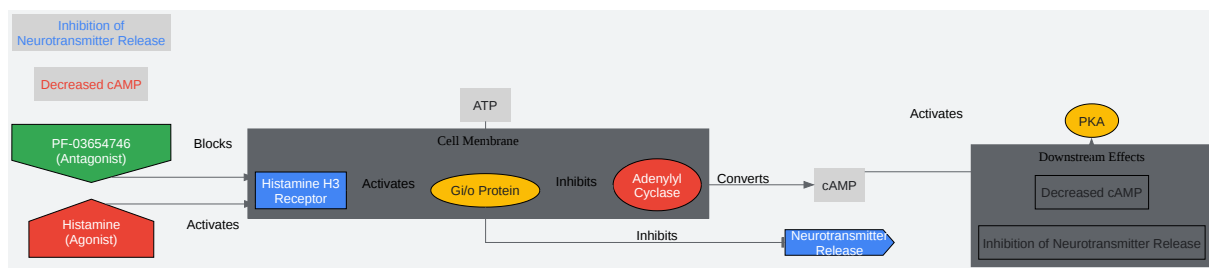 Inhibition of
Neurotransmitter Release
Decreased cAMP
PF-03654746
(Antagonist)
Blocks
Histamine
(Agonist)
Activates
ATP
Cell Membrane
Histamine H3
Receptor
Activates
Gi/o Protein
Inhibits
Adenylyl
Cyclase
Converts
cAMP
Inhibits
Neurotransmitter
Release
Activates
PKA
Downstream Effects
Decreased cAMP
Inhibition of Neurotransmitter Release